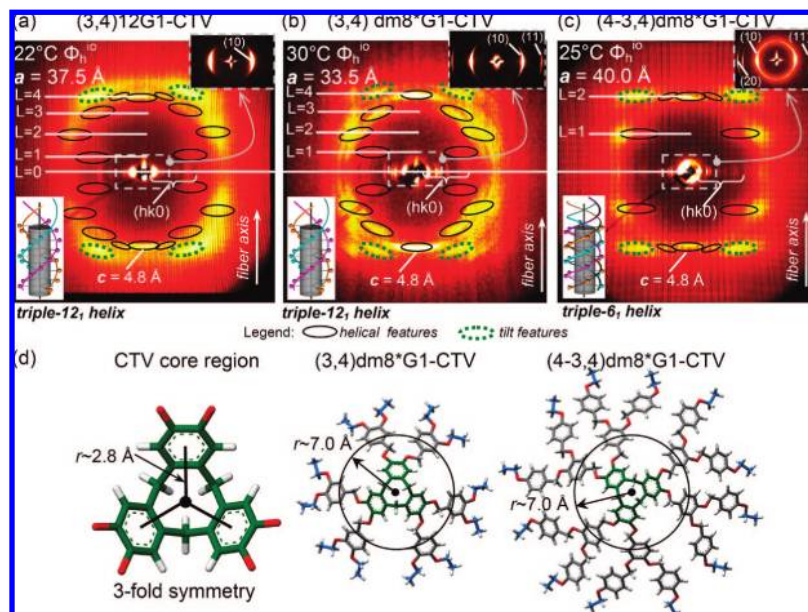 (a) (3,4)12G1-CTV
22°C Φh^io
a = 37.5 Å
(10)
L=4
L=3
L=2
L=1
L=0
(hk0)
fiber axis
c = 4.8 Å
triple-12₁ helix
(b) (3,4) dm8*G1-CTV
30°C Φh^io
a = 33.5 Å
(10) (11)
L=4
L=3
L=2
L=1
L=0
(hk0)
fiber axis
c = 4.8 Å
triple-12₁ helix
(c) (4-3,4)dm8*G1-CTV
25°C Φh^io
a = 40.0 Å
(10) (11)
(20)
L=2
L=1
(hk0)
fiber axis
c = 4.8 Å
triple-6₁ helix
Legend: helical features tilt features
(d) CTV core region (3,4)dm8*G1-CTV (4-3,4)dm8*G1-CTV
r~2.8 Å
r~7.0 Å
r~7.0 Å
3-fold symmetry